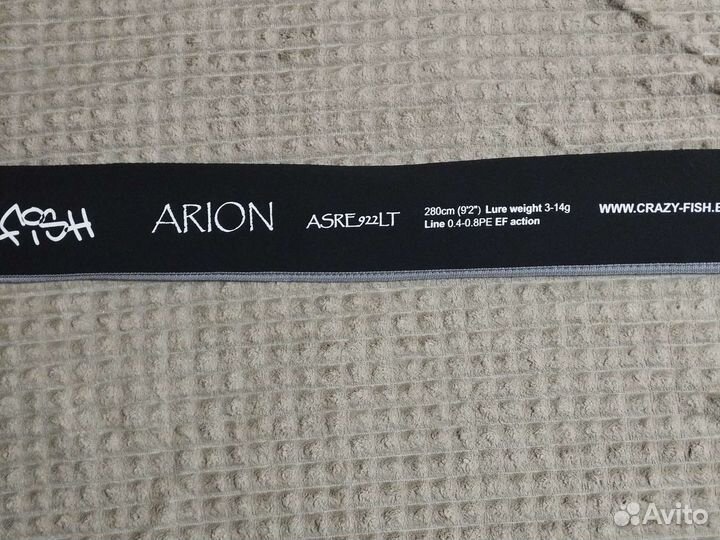 FISH
ARION
ASRE922LT
280cm (9'2") Lure weight 3-14g
Line 0.4-0.8PE EF action
WWW.CRAZY-FISH.E
Avito